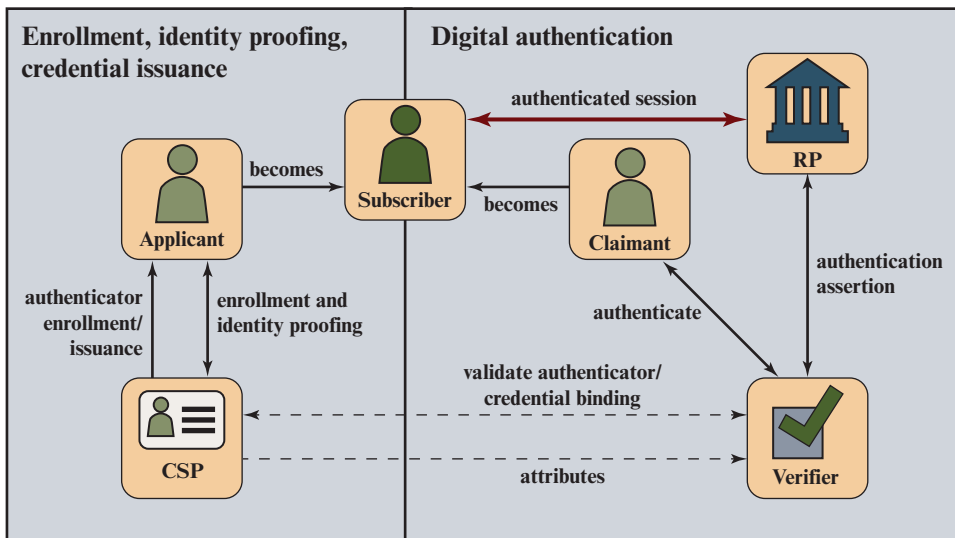 Enrollment, identity proofing,
credential issuance
Digital authentication
authenticated session
RP
becomes
Subscriber
becomes
Applicant
Claimant
authenticator
enrollment/
issuance
enrollment and
identity proofing
authenticate
authentication
assertion
validate authenticator/
credential binding
CSP
attributes
Verifier